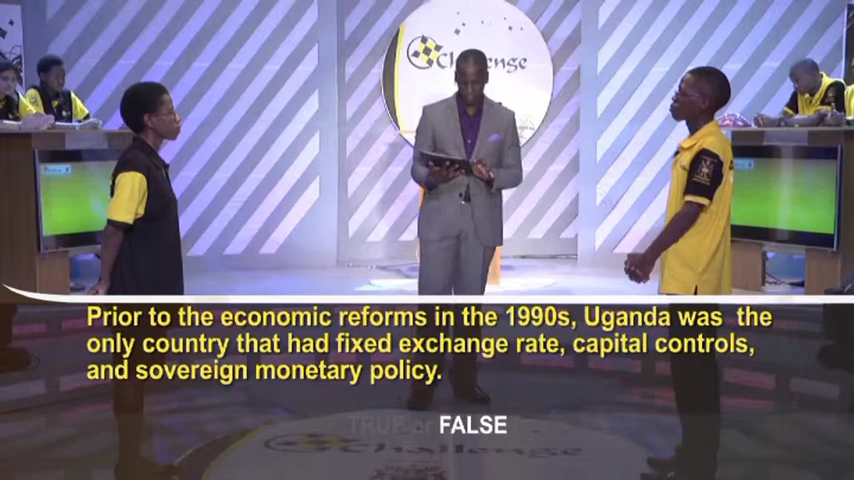 Challenge
Prior to the economic reforms in the 1990s, Uganda was the
only country that had fixed exchange rate, capital controls,
and sovereign monetary policy.
TRUE or FALSE
Challenge